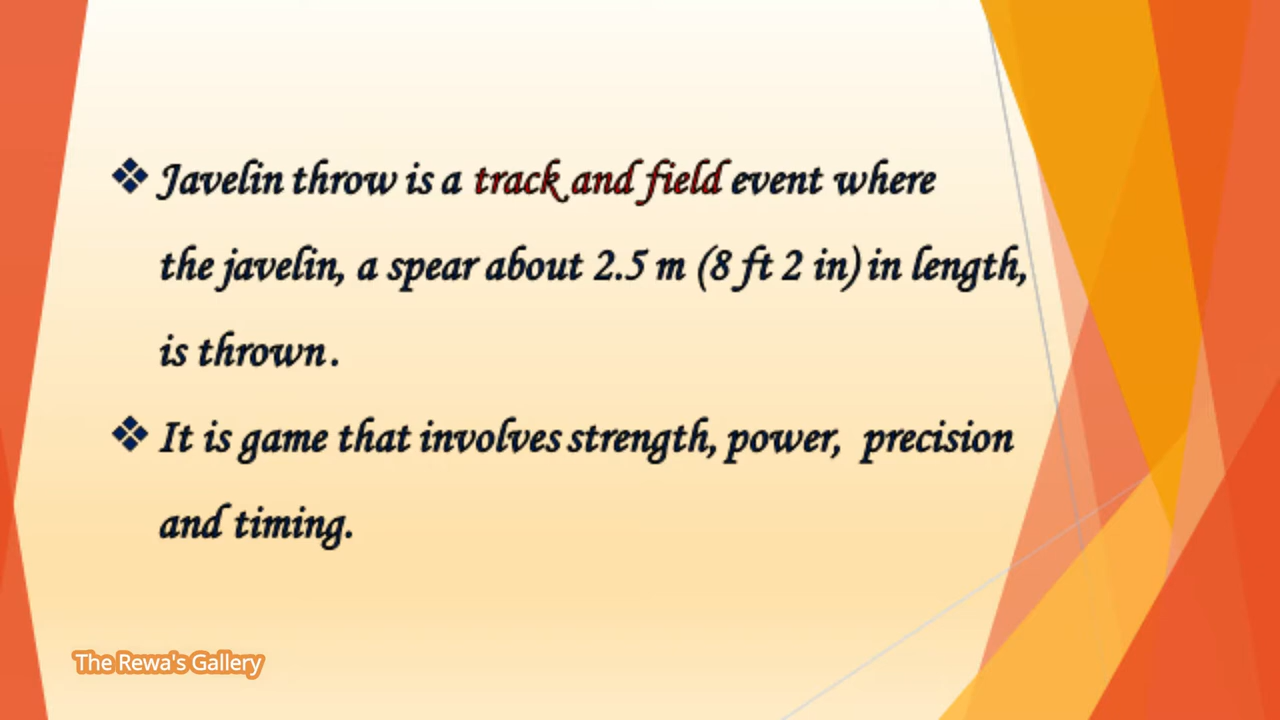 ❖ Javelin throw is a track and field event where
the javelin, a spear about 2.5 m (8 ft 2 in) in length,
is thrown.
❖ It is game that involves strength, power, precision
and timing.
The Rewa's Gallery